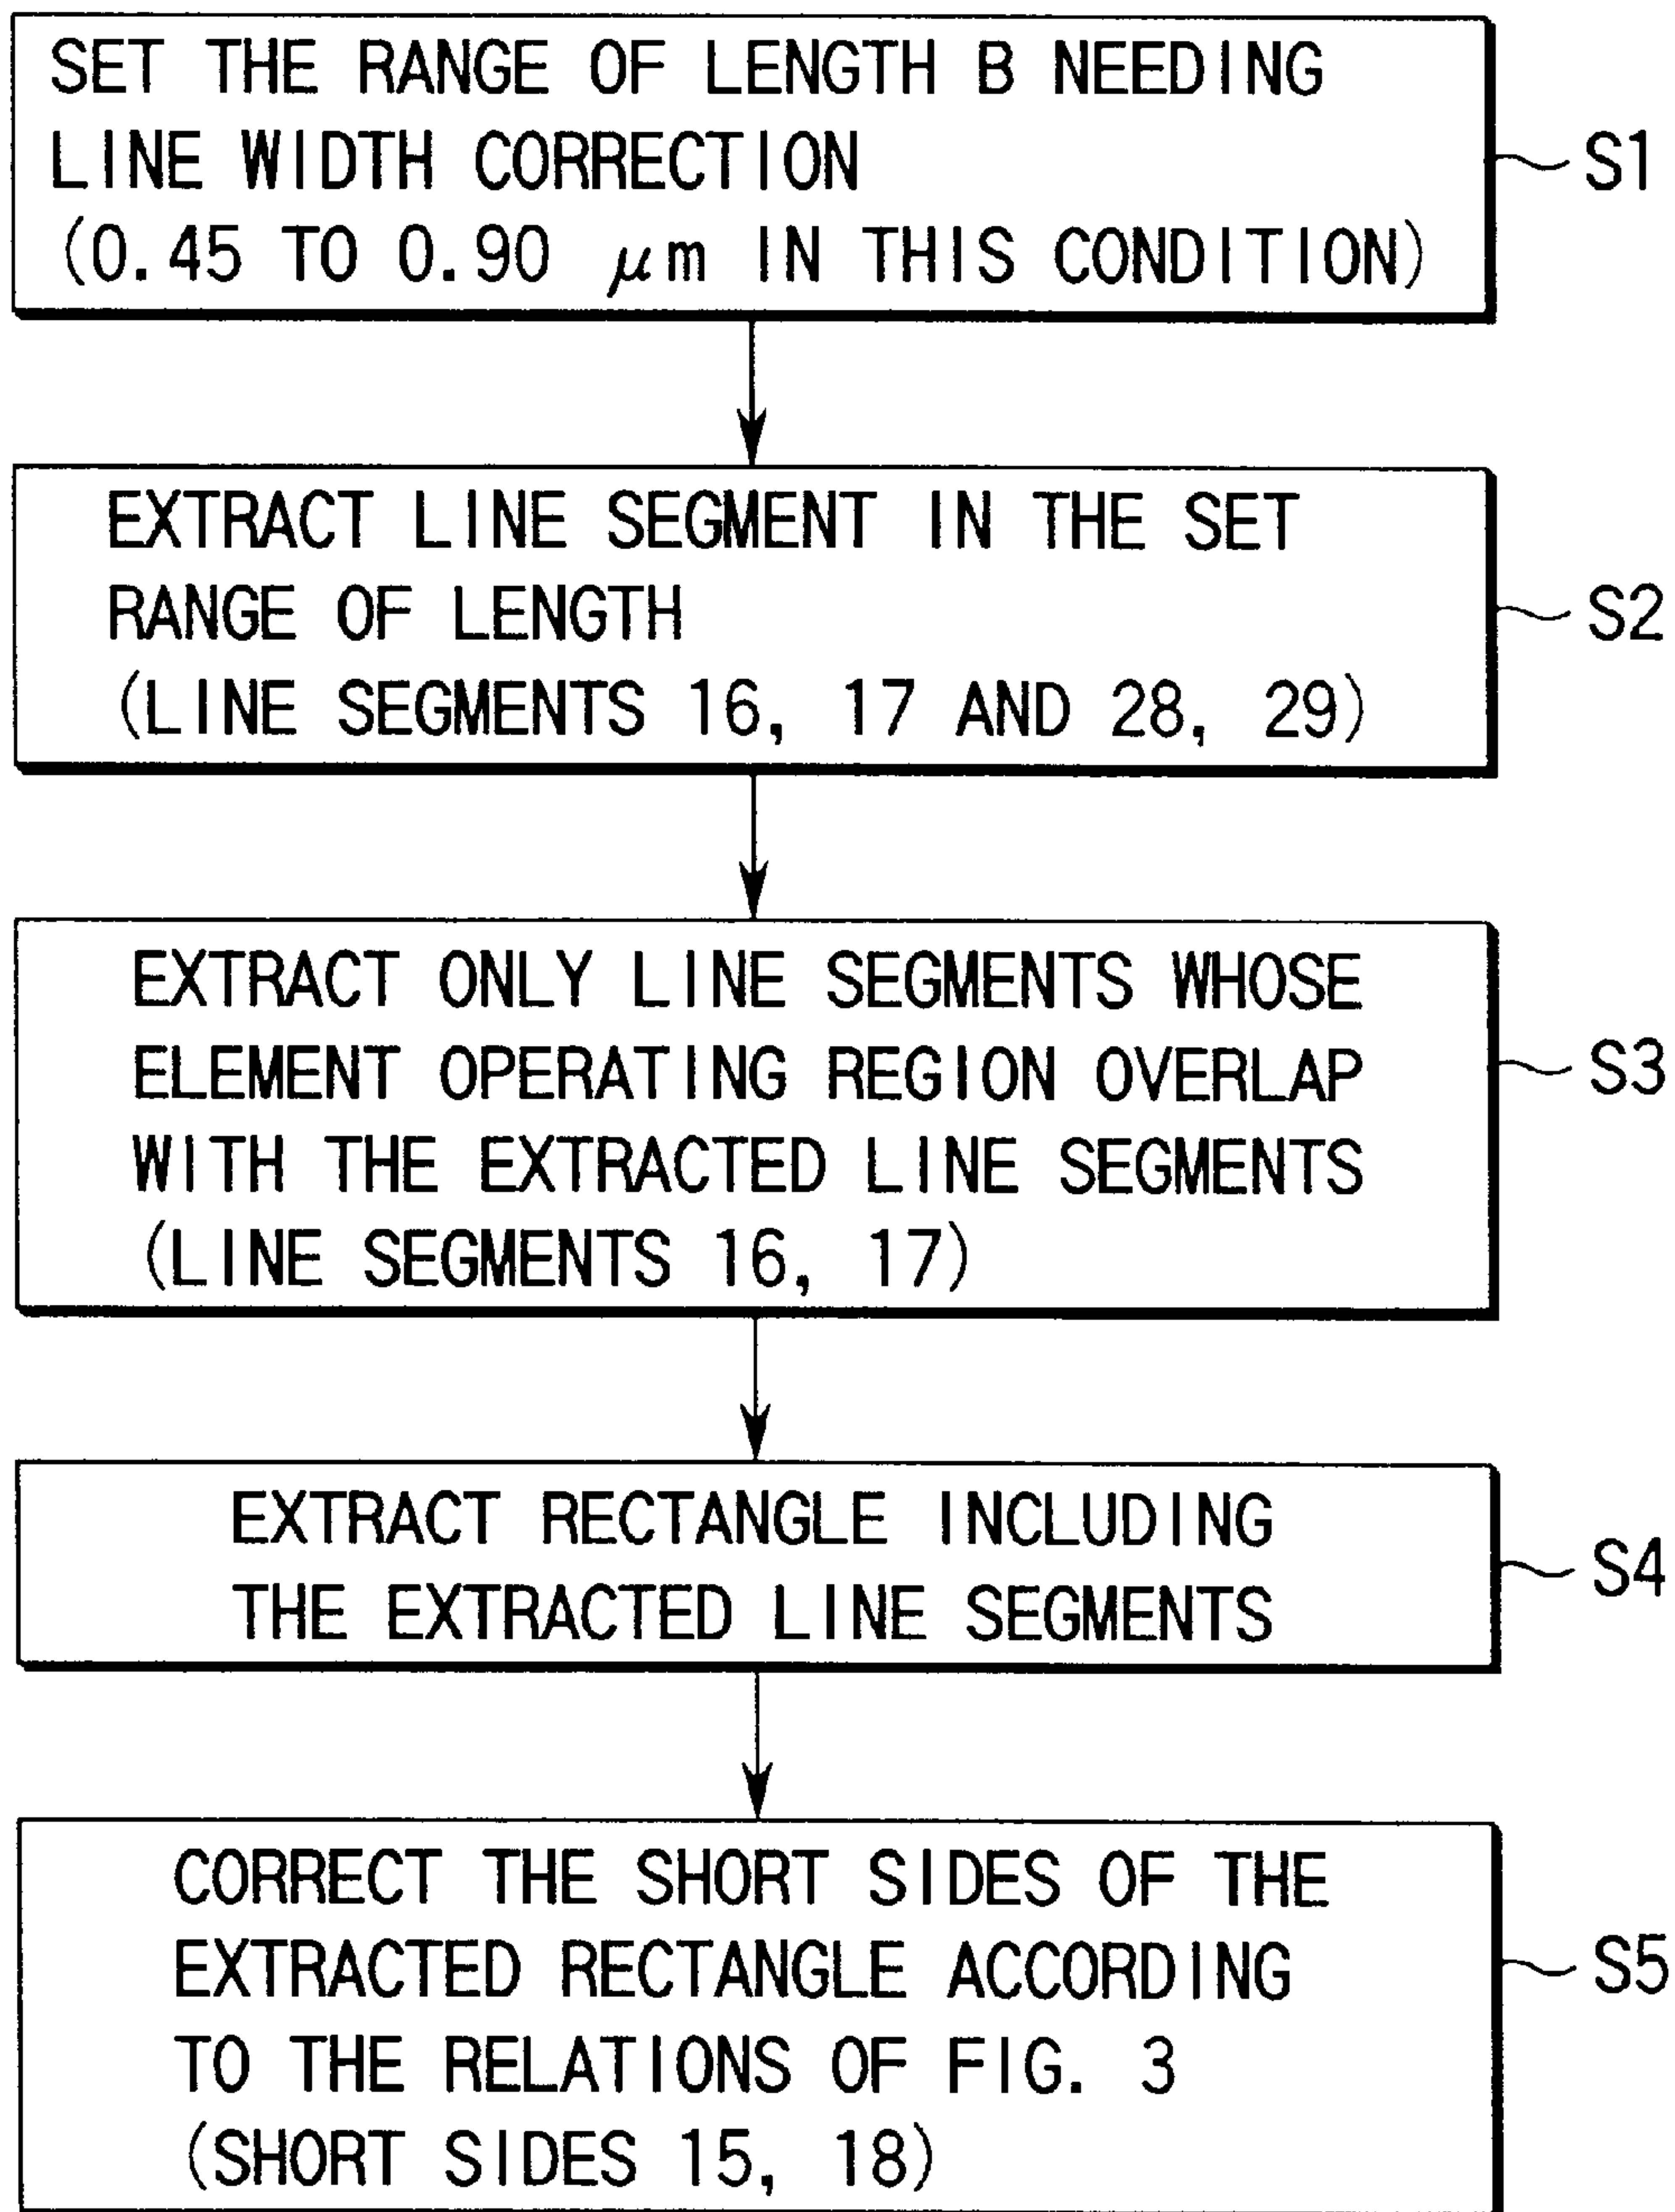 SET THE RANGE OF LENGTH B NEEDING
LINE WIDTH CORRECTION
(0.45 TO 0.90 μm IN THIS CONDITION)
S1
EXTRACT LINE SEGMENT IN THE SET
RANGE OF LENGTH
(LINE SEGMENTS 16, 17 AND 28, 29)
S2
EXTRACT ONLY LINE SEGMENTS WHOSE
ELEMENT OPERATING REGION OVERLAP
WITH THE EXTRACTED LINE SEGMENTS
(LINE SEGMENTS 16, 17)
S3
EXTRACT RECTANGLE INCLUDING
THE EXTRACTED LINE SEGMENTS
S4
CORRECT THE SHORT SIDES OF THE
EXTRACTED RECTANGLE ACCORDING
TO THE RELATIONS OF FIG. 3
(SHORT SIDES 15, 18)
S5